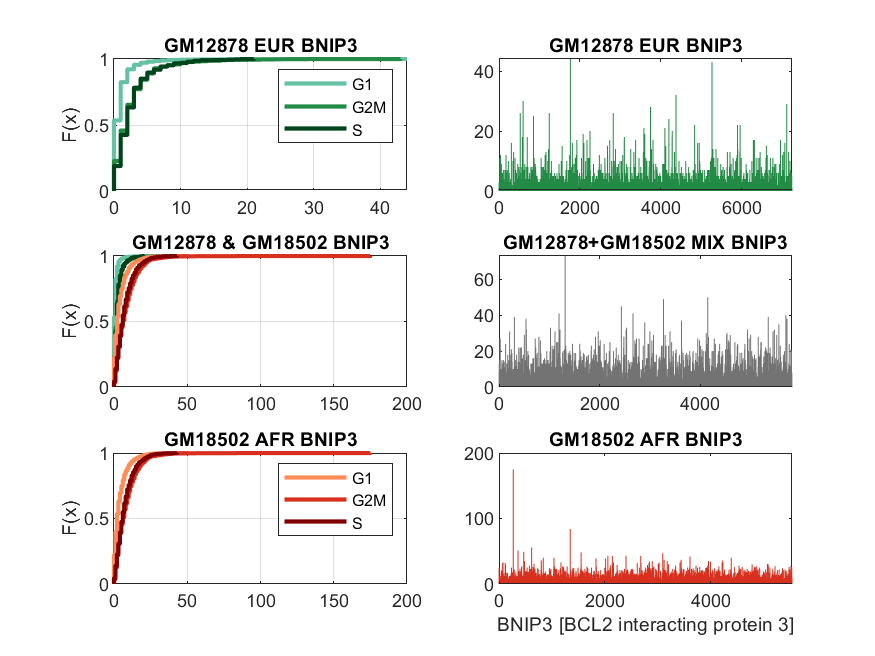 GM12878 EUR BNIP3
F(x)
1
0.5
0
0 10 20 30 40
G1
G2M
S
GM12878 EUR BNIP3
40
20
0
0 2000 4000 6000
GM12878 & GM18502 BNIP3
F(x)
1
0.5
0
0 50 100 150 200
GM12878+GM18502 MIX BNIP3
60
40
20
0
0 2000 4000
GM18502 AFR BNIP3
F(x)
1
0.5
0
0 50 100 150 200
G1
G2M
S
GM18502 AFR BNIP3
200
100
0
0 2000 4000
BNIP3 [BCL2 interacting protein 3]